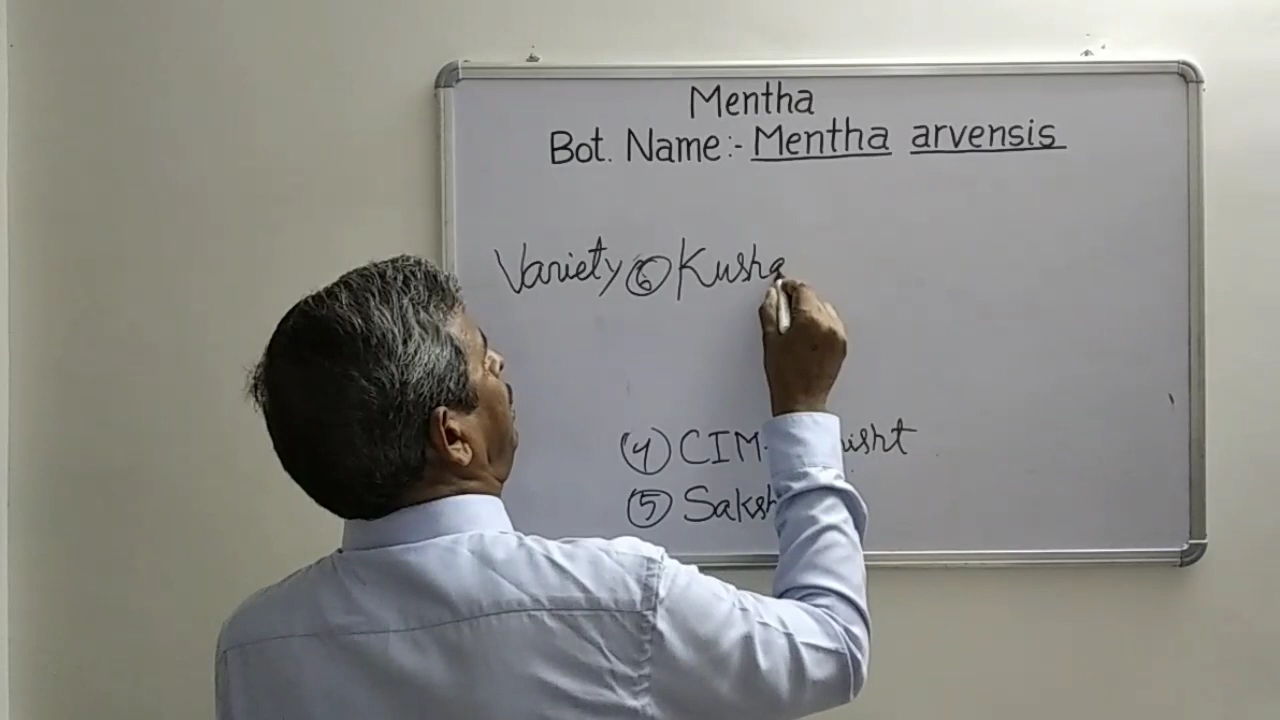 Mentha
Bot. Name:- Mentha arvensis
Variety ⑥ Kusha
④ CIM-
⑤ Saksh